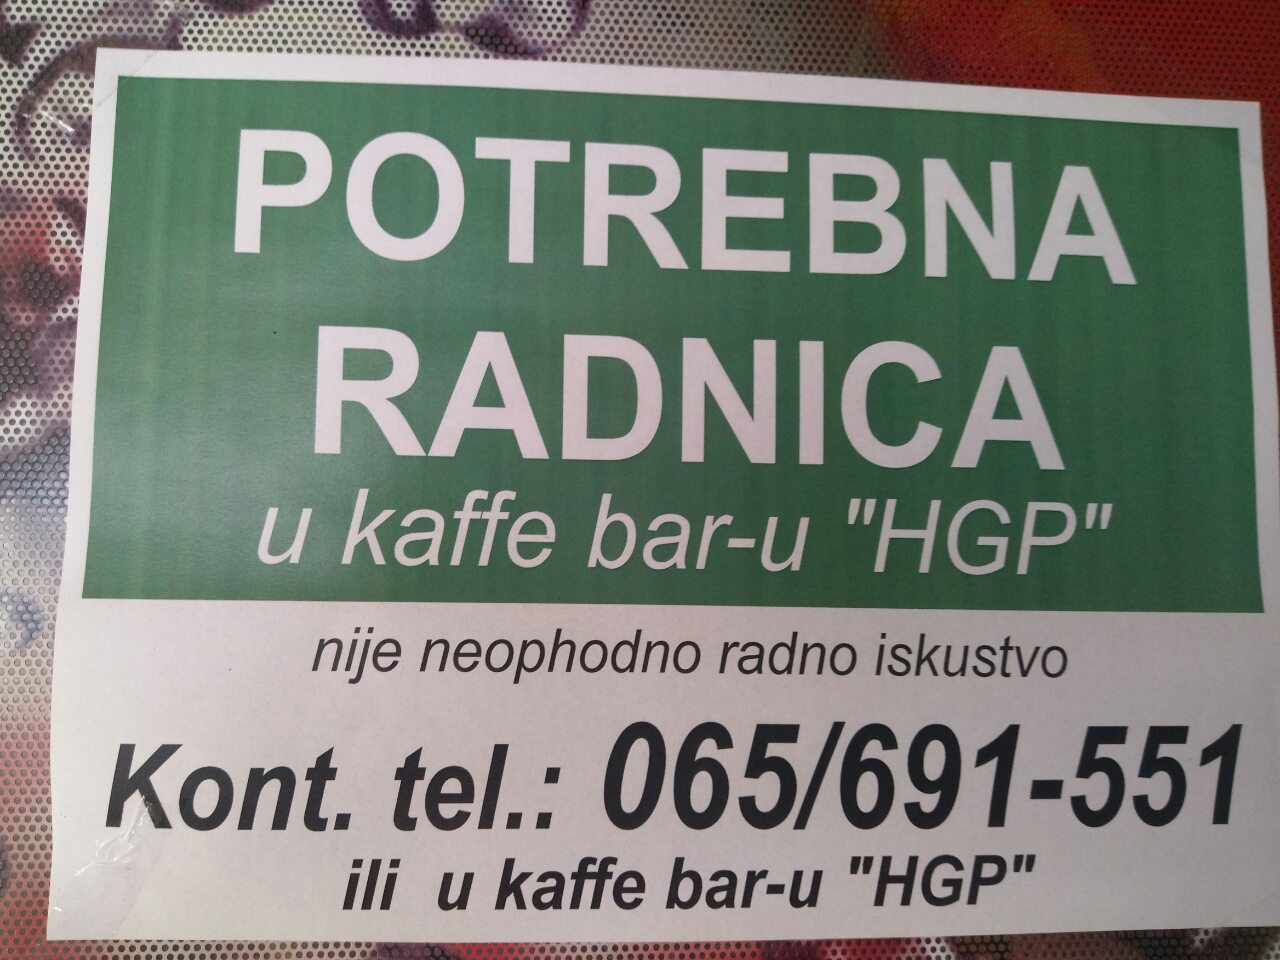 POTREBNA
RADNICA
u kaffe bar-u "HGP"
nije neophodno radno iskustvo
Kont. tel.: 065/691-551
ili u kaffe bar-u "HGP"